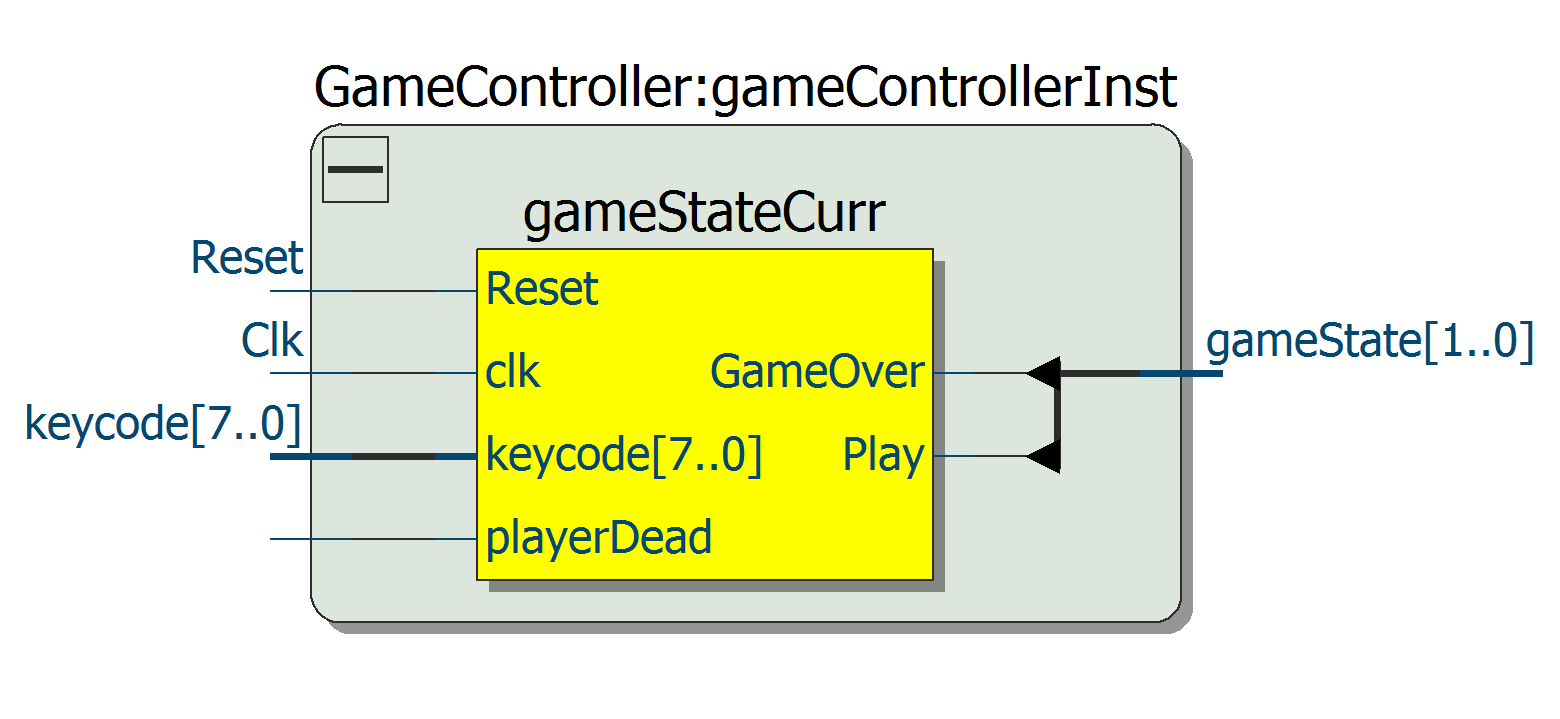 GameController:gameControllerInst
gameStateCurr
Reset
Reset
Clk
clk
GameOver
gameState[1..0]
keycode[7..0]
keycode[7..0]
Play
playerDead